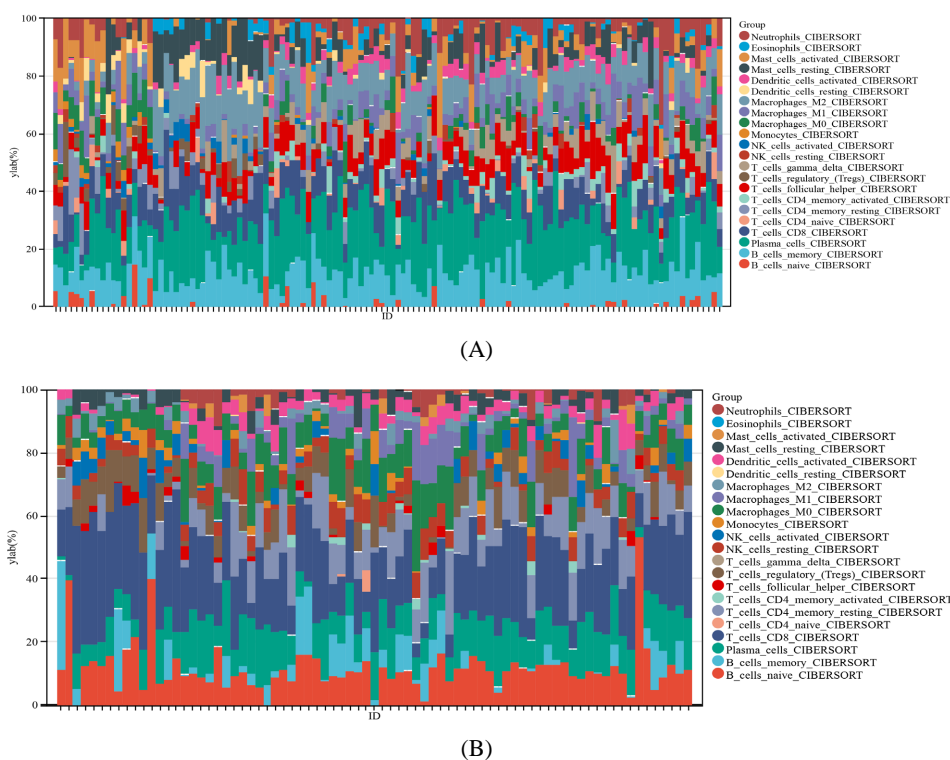 100
80
60
40
20
0
ylab(%)
ID
Group
Neutrophils_CIBERSORT
Eosinophils_CIBERSORT
Mast_cells_activated_CIBERSORT
Mast_cells_resting_CIBERSORT
Dendritic_cells_activated_CIBERSORT
Dendritic_cells_resting_CIBERSORT
Macrophages_M2_CIBERSORT
Macrophages_M1_CIBERSORT
Macrophages_M0_CIBERSORT
Monocytes_CIBERSORT
NK_cells_activated_CIBERSORT
NK_cells_resting_CIBERSORT
T_cells_gamma_delta_CIBERSORT
T_cells_regulatory_(Tregs)_CIBERSORT
T_cells_follicular_helper_CIBERSORT
T_cells_CD4_memory_activated_CIBERSORT
T_cells_CD4_memory_resting_CIBERSORT
T_cells_CD4_naive_CIBERSORT
T_cells_CD8_CIBERSORT
Plasma_cells_CIBERSORT
B_cells_memory_CIBERSORT
B_cells_naive_CIBERSORT
(A)
100
80
60
40
20
0
ylab(%)
ID
Group
Neutrophils_CIBERSORT
Eosinophils_CIBERSORT
Mast_cells_activated_CIBERSORT
Mast_cells_resting_CIBERSORT
Dendritic_cells_activated_CIBERSORT
Dendritic_cells_resting_CIBERSORT
Macrophages_M2_CIBERSORT
Macrophages_M1_CIBERSORT
Macrophages_M0_CIBERSORT
Monocytes_CIBERSORT
NK_cells_activated_CIBERSORT
NK_cells_resting_CIBERSORT
T_cells_gamma_delta_CIBERSORT
T_cells_regulatory_(Tregs)_CIBERSORT
T_cells_follicular_helper_CIBERSORT
T_cells_CD4_memory_activated_CIBERSORT
T_cells_CD4_memory_resting_CIBERSORT
T_cells_CD4_naive_CIBERSORT
T_cells_CD8_CIBERSORT
Plasma_cells_CIBERSORT
B_cells_memory_CIBERSORT
B_cells_naive_CIBERSORT
(B)